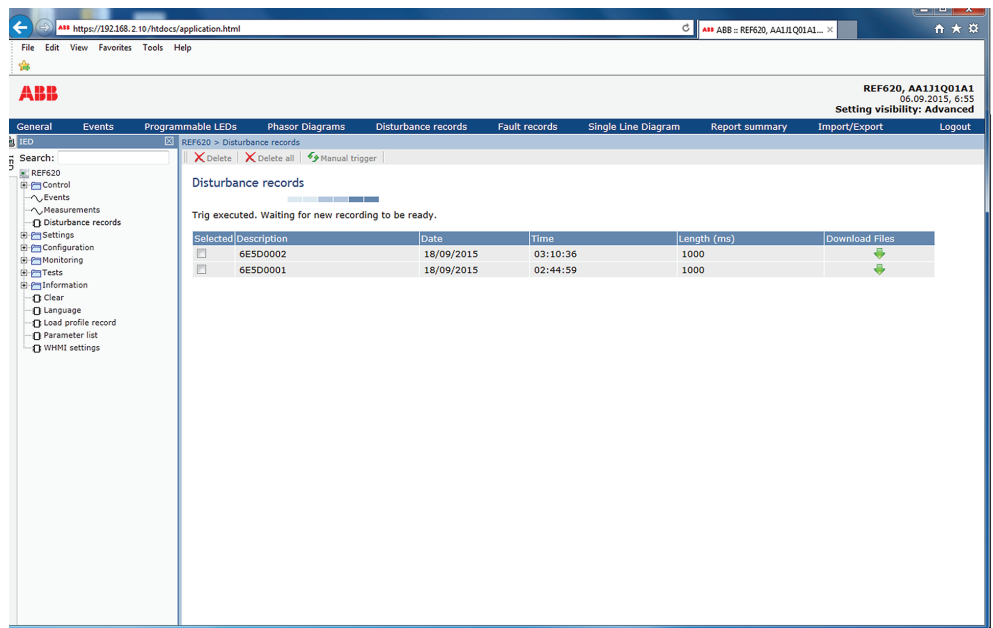 https://192.168.2.10/htdocs/application.html
ABB :: REF620, AA1J1Q01A1...
File Edit View Favorites Tools Help
ABB
REF620, AA1J1Q01A1
06.09.2015, 6:55
Setting visibility: Advanced
General Events Programmable LEDs Phasor Diagrams Disturbance records Fault records Single Line Diagram Report summary Import/Export Logout
IED
REF620 > Disturbance records
Search:
Delete Delete all Manual trigger
REF620
Control
Events
Measurements
Disturbance records
Settings
Configuration
Monitoring
Tests
Information
Clear
Language
Load profile record
Parameter list
WHMI settings
Disturbance records
Trig executed. Waiting for new recording to be ready.
Selected Description Date Time Length (ms) Download Files
6E5D0002 18/09/2015 03:10:36 1000
6E5D0001 18/09/2015 02:44:59 1000